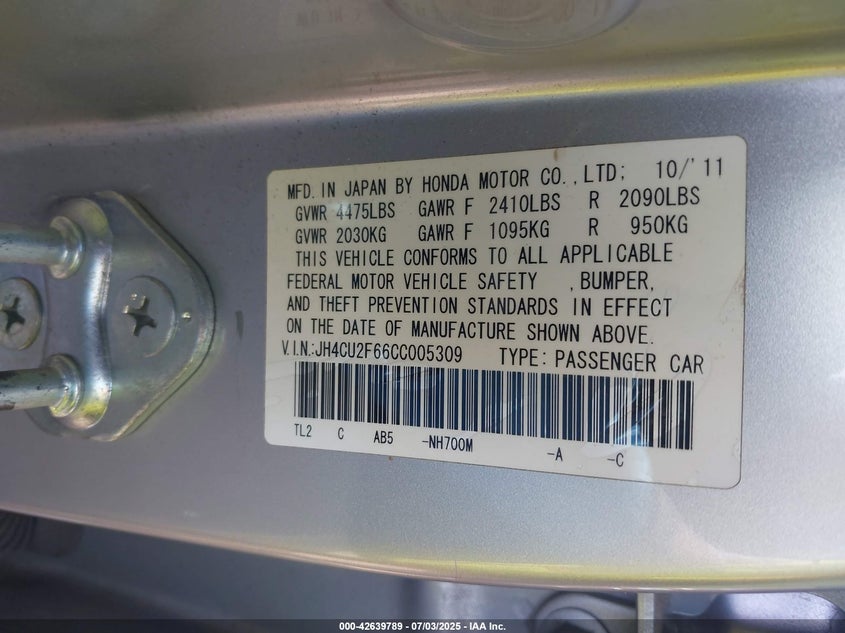 MFD. IN JAPAN BY HONDA MOTOR CO., LTD; 10/'11
GVWR 4475LBS GAWR F 2410LBS R 2090LBS
GVWR 2030KG GAWR F 1095KG R 950KG
THIS VEHICLE CONFORMS TO ALL APPLICABLE
FEDERAL MOTOR VEHICLE SAFETY , BUMPER,
AND THEFT PREVENTION STANDARDS IN EFFECT
ON THE DATE OF MANUFACTURE SHOWN ABOVE.
V.I.N.:JH4CU2F66CC005309 TYPE: PASSENGER CAR
TL2 C AB5 -NH700M -A -C
000-42639789 - 07/03/2025 - IAA Inc.